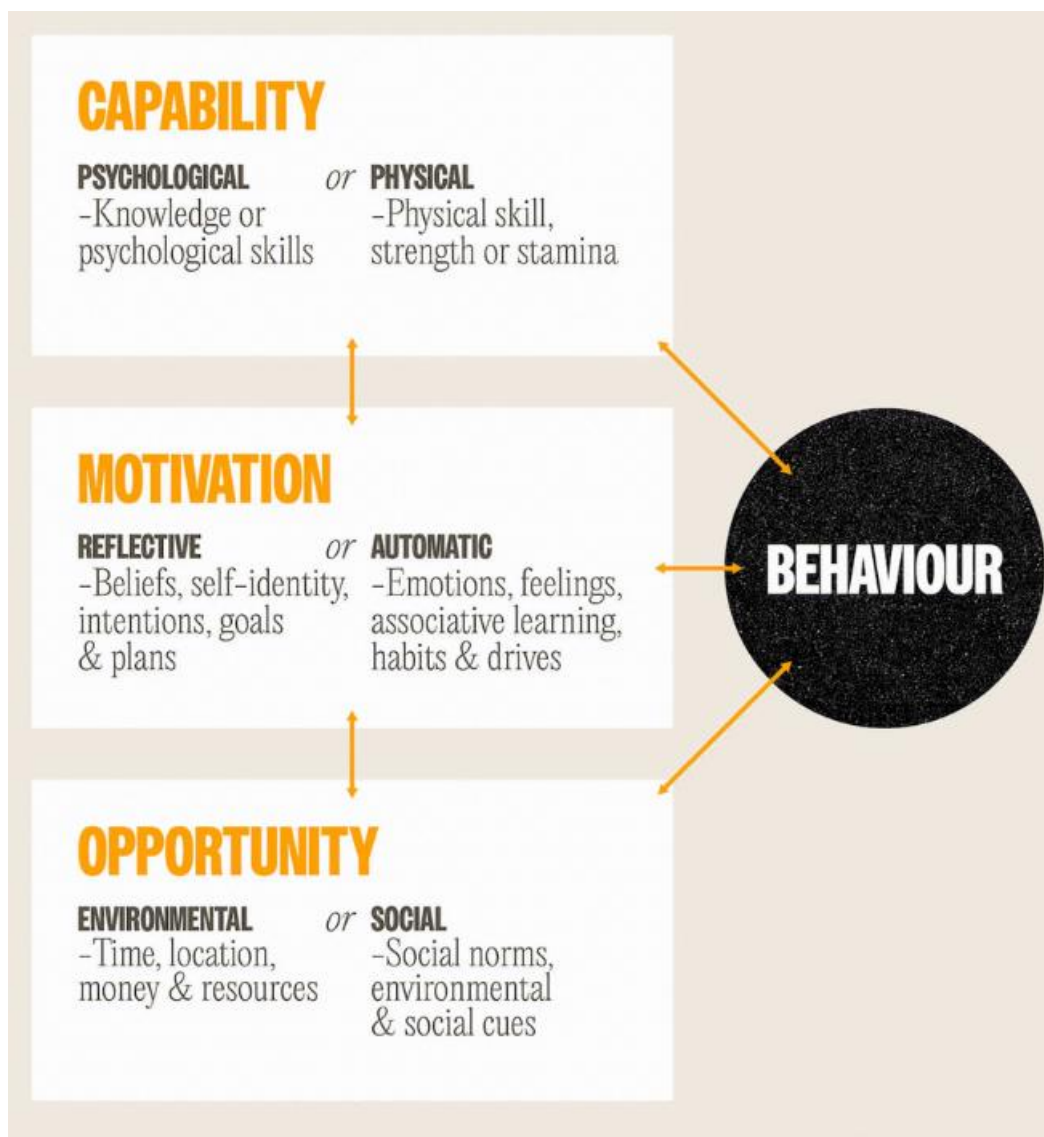 CAPABILITY
PSYCHOLOGICAL or PHYSICAL
-Knowledge or
psychological skills
-Physical skill,
strength or stamina
MOTIVATION
REFLECTIVE or AUTOMATIC
-Beliefs, self-identity,
intentions, goals
& plans
-Emotions, feelings,
associative learning,
habits & drives
BEHAVIOUR
OPPORTUNITY
ENVIRONMENTAL or SOCIAL
-Time, location,
money & resources
-Social norms,
environmental
& social cues